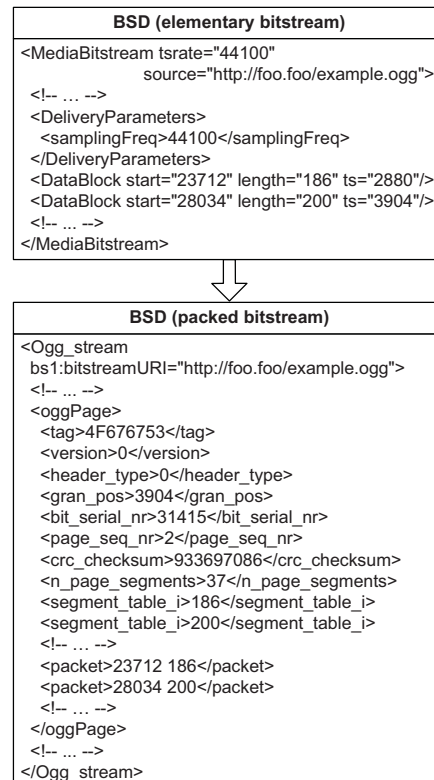 BSD (elementary bitstream)
<MediaBitstream tsrate="44100"
source="http://foo.foo/example.ogg">
<!-- ... -->
<DeliveryParameters>
<samplingFreq>44100</samplingFreq>
</DeliveryParameters>
<DataBlock start="23712" length="186" ts="2880"/>
<DataBlock start="28034" length="200" ts="3904"/>
<!-- ... -->
</MediaBitstream>
BSD (packed bitstream)
<Ogg_stream
bs1:bitstreamURI="http://foo.foo/example.ogg">
<!-- ... -->
<oggPage>
<tag>4F676753</tag>
<version>0</version>
<header_type>0</header_type>
<gran_pos>3904</gran_pos>
<bit_serial_nr>31415</bit_serial_nr>
<page_seq_nr>2</page_seq_nr>
<crc_checksum>933697086</crc_checksum>
<n_page_segments>37</n_page_segments>
<segment_table_i>186</segment_table_i>
<segment_table_i>200</segment_table_i>
<!-- ... -->
<packet>23712 186</packet>
<packet>28034 200</packet>
<!-- ... -->
</oggPage>
<!-- ... -->
</Ogg_stream>